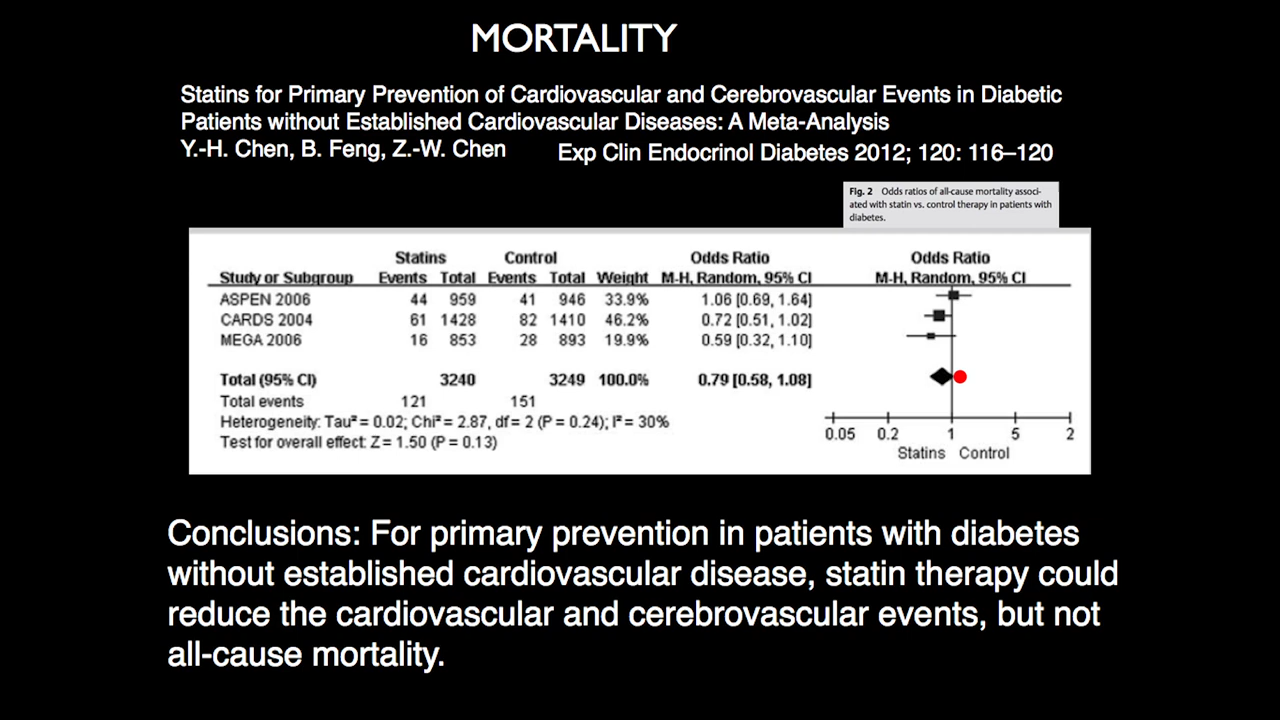 MORTALITY
Statins for Primary Prevention of Cardiovascular and Cerebrovascular Events in Diabetic
Patients without Established Cardiovascular Diseases: A Meta-Analysis
Y.-H. Chen, B. Feng, Z.-W. Chen Exp Clin Endocrinol Diabetes 2012; 120: 116–120
Fig. 2 Odds ratios of all-cause mortality associ-
ated with statin vs. control therapy in patients with
diabetes.
Statins Control Odds Ratio Odds Ratio
Study or Subgroup Events Total Events Total Weight M-H, Random, 95% CI M-H, Random, 95% CI
ASPEN 2006 44 959 41 946 33.9% 1.06 [0.69, 1.64]
CARDS 2004 61 1428 82 1410 46.2% 0.72 [0.51, 1.02]
MEGA 2006 16 853 28 893 19.9% 0.59 [0.32, 1.10]
Total (95% CI) 3240 3249 100.0% 0.79 [0.58, 1.08]
Total events 121 151
Heterogeneity: Tau² = 0.02; Chi² = 2.87, df = 2 (P = 0.24); I² = 30%
Test for overall effect: Z = 1.50 (P = 0.13)
0.05 0.2 1 5 2
Statins Control
Conclusions: For primary prevention in patients with diabetes
without established cardiovascular disease, statin therapy could
reduce the cardiovascular and cerebrovascular events, but not
all-cause mortality.